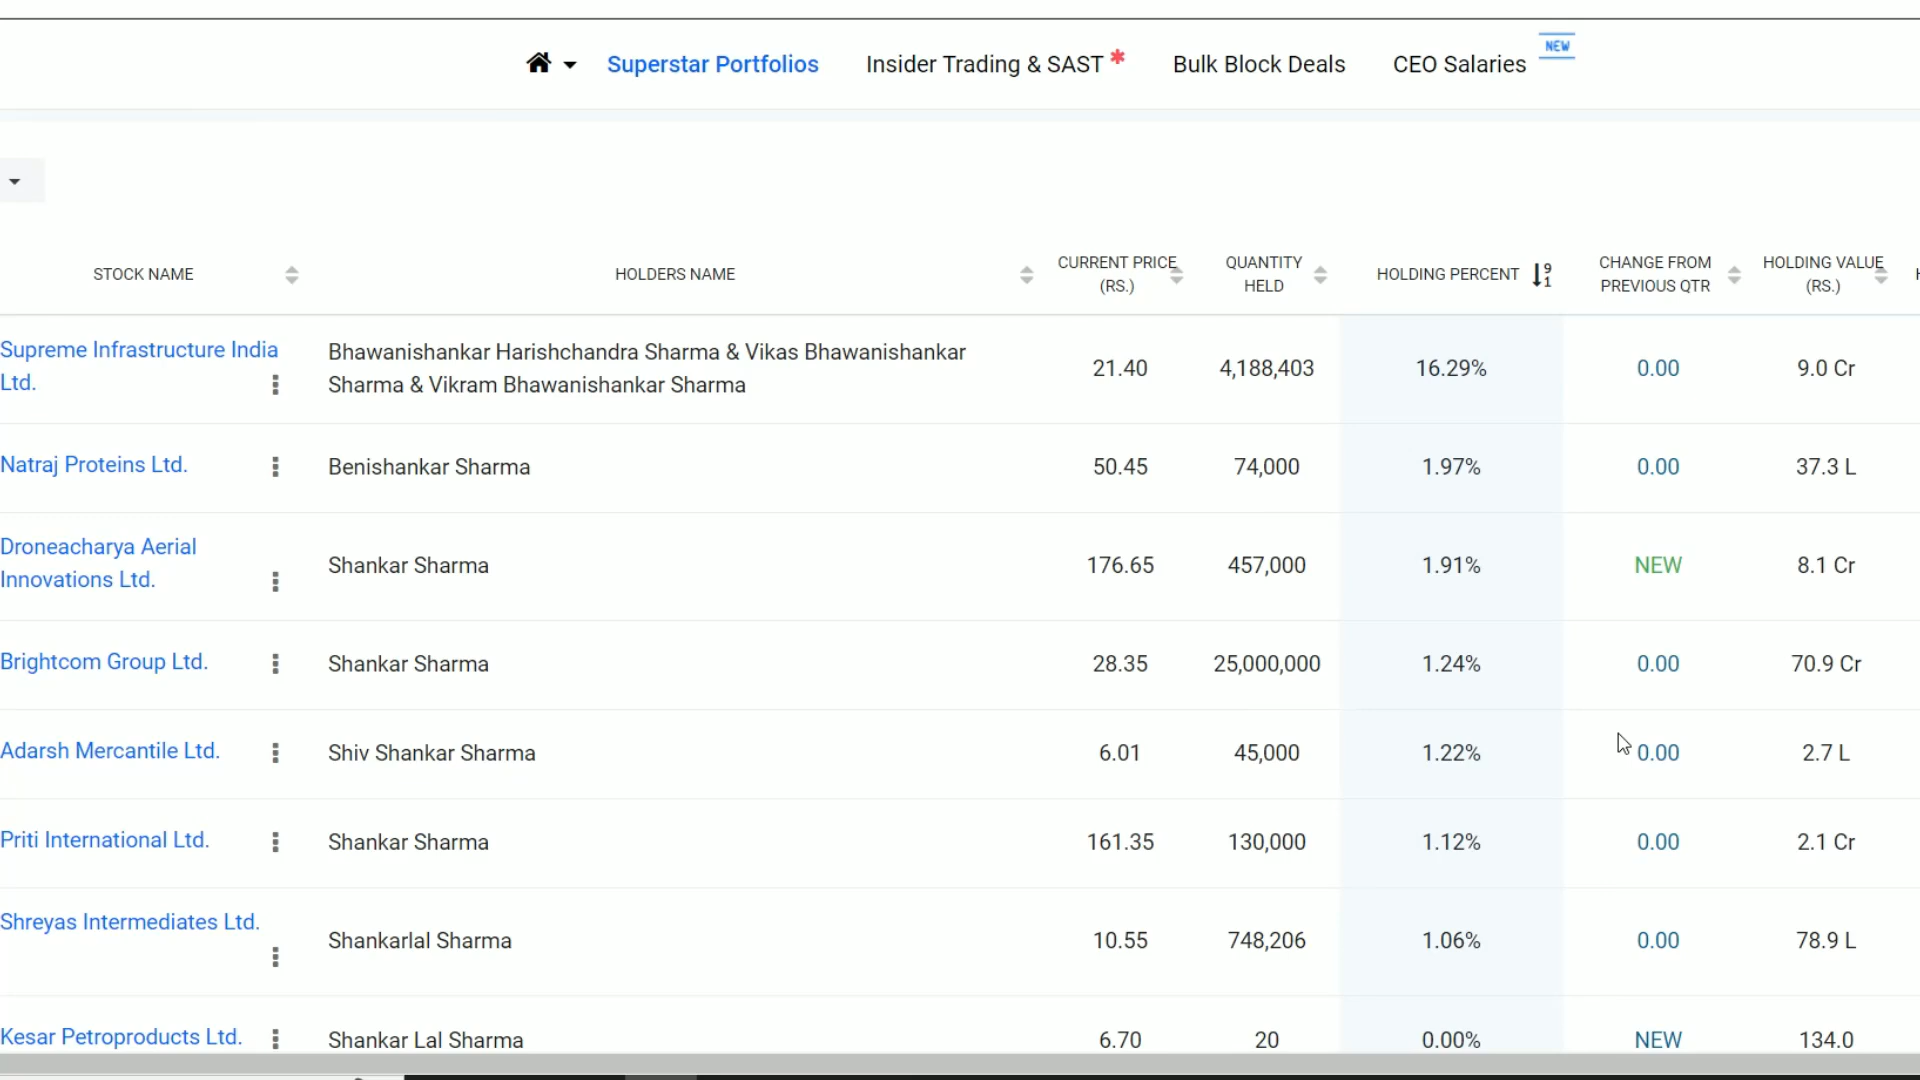 Superstar Portfolios Insider Trading & SAST * Bulk Block Deals CEO Salaries NEW
STOCK NAME HOLDERS NAME CURRENT PRICE (RS.) QUANTITY HELD HOLDING PERCENT CHANGE FROM PREVIOUS QTR HOLDING VALUE (RS.)
Supreme Infrastructure India Ltd. Bhawanishankar Harishchandra Sharma & Vikas Bhawanishankar Sharma & Vikram Bhawanishankar Sharma 21.40 4,188,403 16.29% 0.00 9.0 Cr
Natraj Proteins Ltd. Benishankar Sharma 50.45 74,000 1.97% 0.00 37.3 L
Droneacharya Aerial Innovations Ltd. Shankar Sharma 176.65 457,000 1.91% NEW 8.1 Cr
Brightcom Group Ltd. Shankar Sharma 28.35 25,000,000 1.24% 0.00 70.9 Cr
Adarsh Mercantile Ltd. Shiv Shankar Sharma 6.01 45,000 1.22% 0.00 2.7 L
Priti International Ltd. Shankar Sharma 161.35 130,000 1.12% 0.00 2.1 Cr
Shreyas Intermediates Ltd. Shankarlal Sharma 10.55 748,206 1.06% 0.00 78.9 L
Kesar Petroproducts Ltd. Shankar Lal Sharma 6.70 20 0.00% NEW 134.0